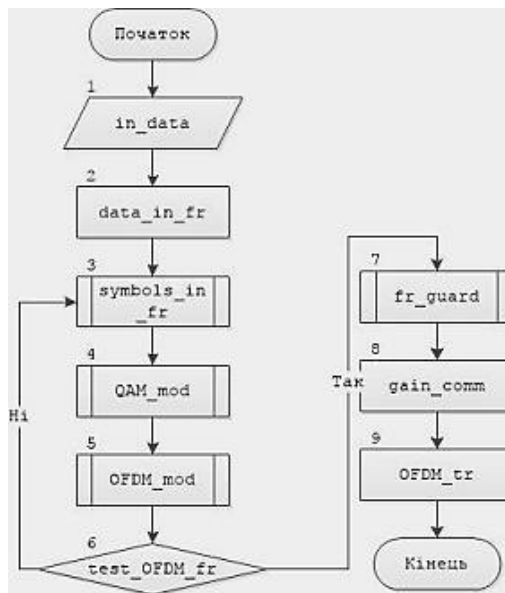 Початок
1
in_data
2
data_in_fr
3
symbols_in
_fr
4
QAM_mod
5
OFDM_mod
6
test_OFDM_fr
Ні
Так
7
fr_guard
8
gain_comm
9
OFDM_tr
Кінець